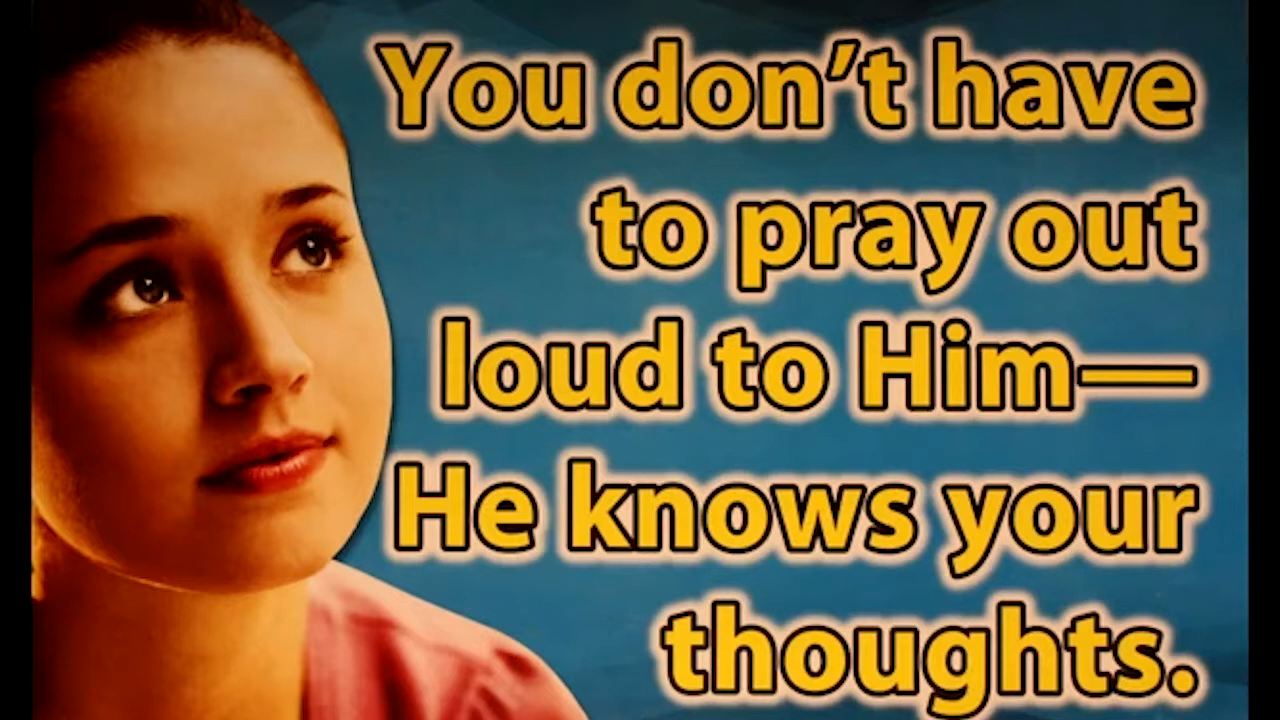 You don’t have
to pray out
loud to Him—
He knows your
thoughts.